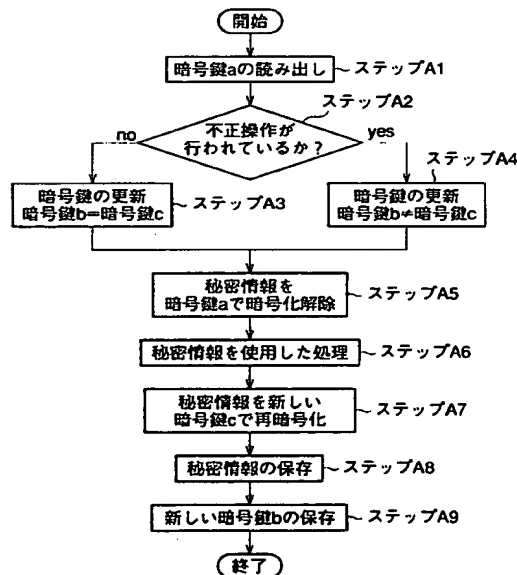 開始
暗号鍵aの読み出し
ステップA1
ステップA2
不正操作が
行われているか?
no
yes
ステップA4
暗号鍵の更新
暗号鍵b=暗号鍵c
ステップA3
暗号鍵の更新
暗号鍵b≠暗号鍵c
秘密情報を
暗号鍵aで暗号化解除
ステップA5
秘密情報を使用した処理
ステップA6
秘密情報を新しい
暗号鍵cで再暗号化
ステップA7
秘密情報の保存
ステップA8
新しい暗号鍵bの保存
ステップA9
終了